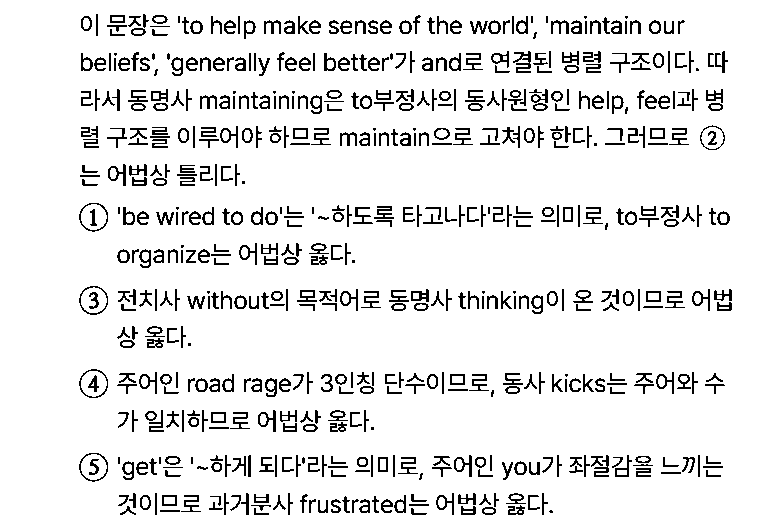 이 문장은 'to help make sense of the world', 'maintain our
beliefs', 'generally feel better'가 and로 연결된 병렬 구조이다. 따
라서 동명사 maintaining은 to부정사의 동사원형인 help, feel과 병
렬 구조를 이루어야 하므로 maintain으로 고쳐야 한다. 그러므로 ②
는 어법상 틀리다.
① 'be wired to do'는 '~하도록 타고나다'라는 의미로, to부정사 to
organize는 어법상 옳다.
③ 전치사 without의 목적어로 동명사 thinking이 온 것이므로 어법
상 옳다.
④ 주어인 road rage가 3인칭 단수이므로, 동사 kicks는 주어와 수
가 일치하므로 어법상 옳다.
⑤ 'get'은 '~하게 되다'라는 의미로, 주어인 you가 좌절감을 느끼는
것이므로 과거분사 frustrated는 어법상 옳다.